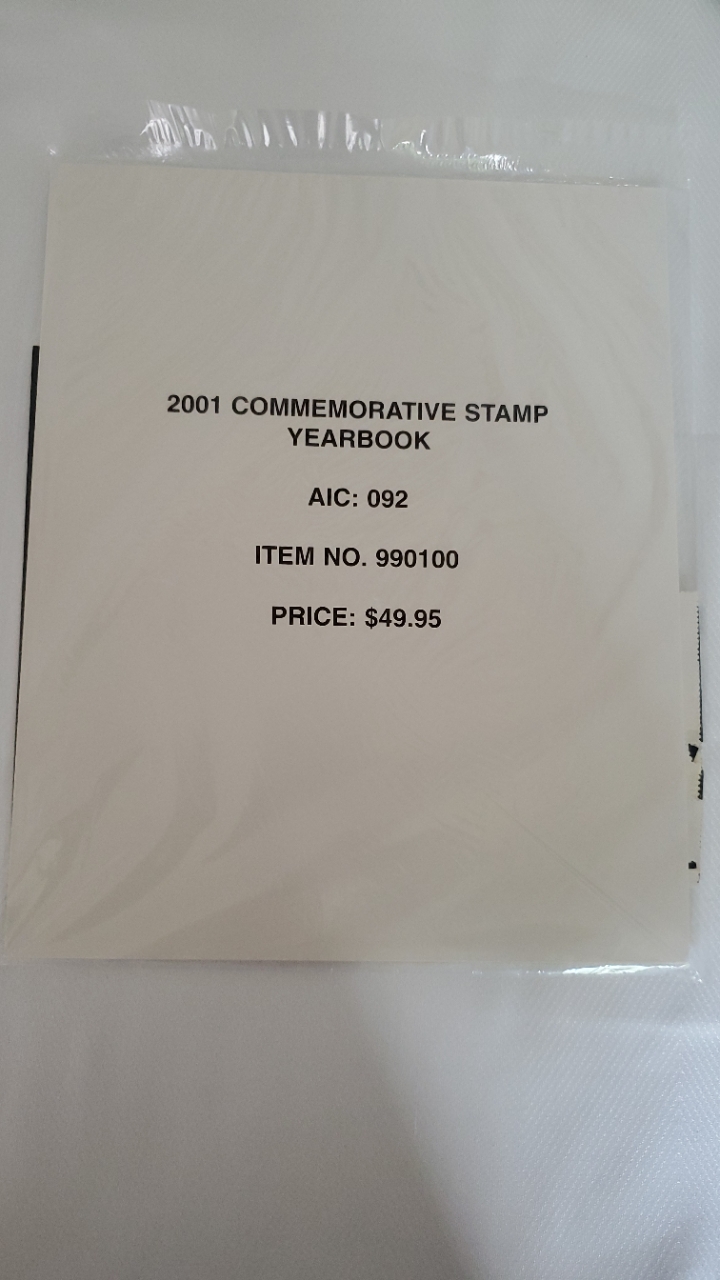 2001 COMMEMORATIVE STAMP
YEARBOOK
AIC: 092
ITEM NO. 990100
PRICE: $49.95